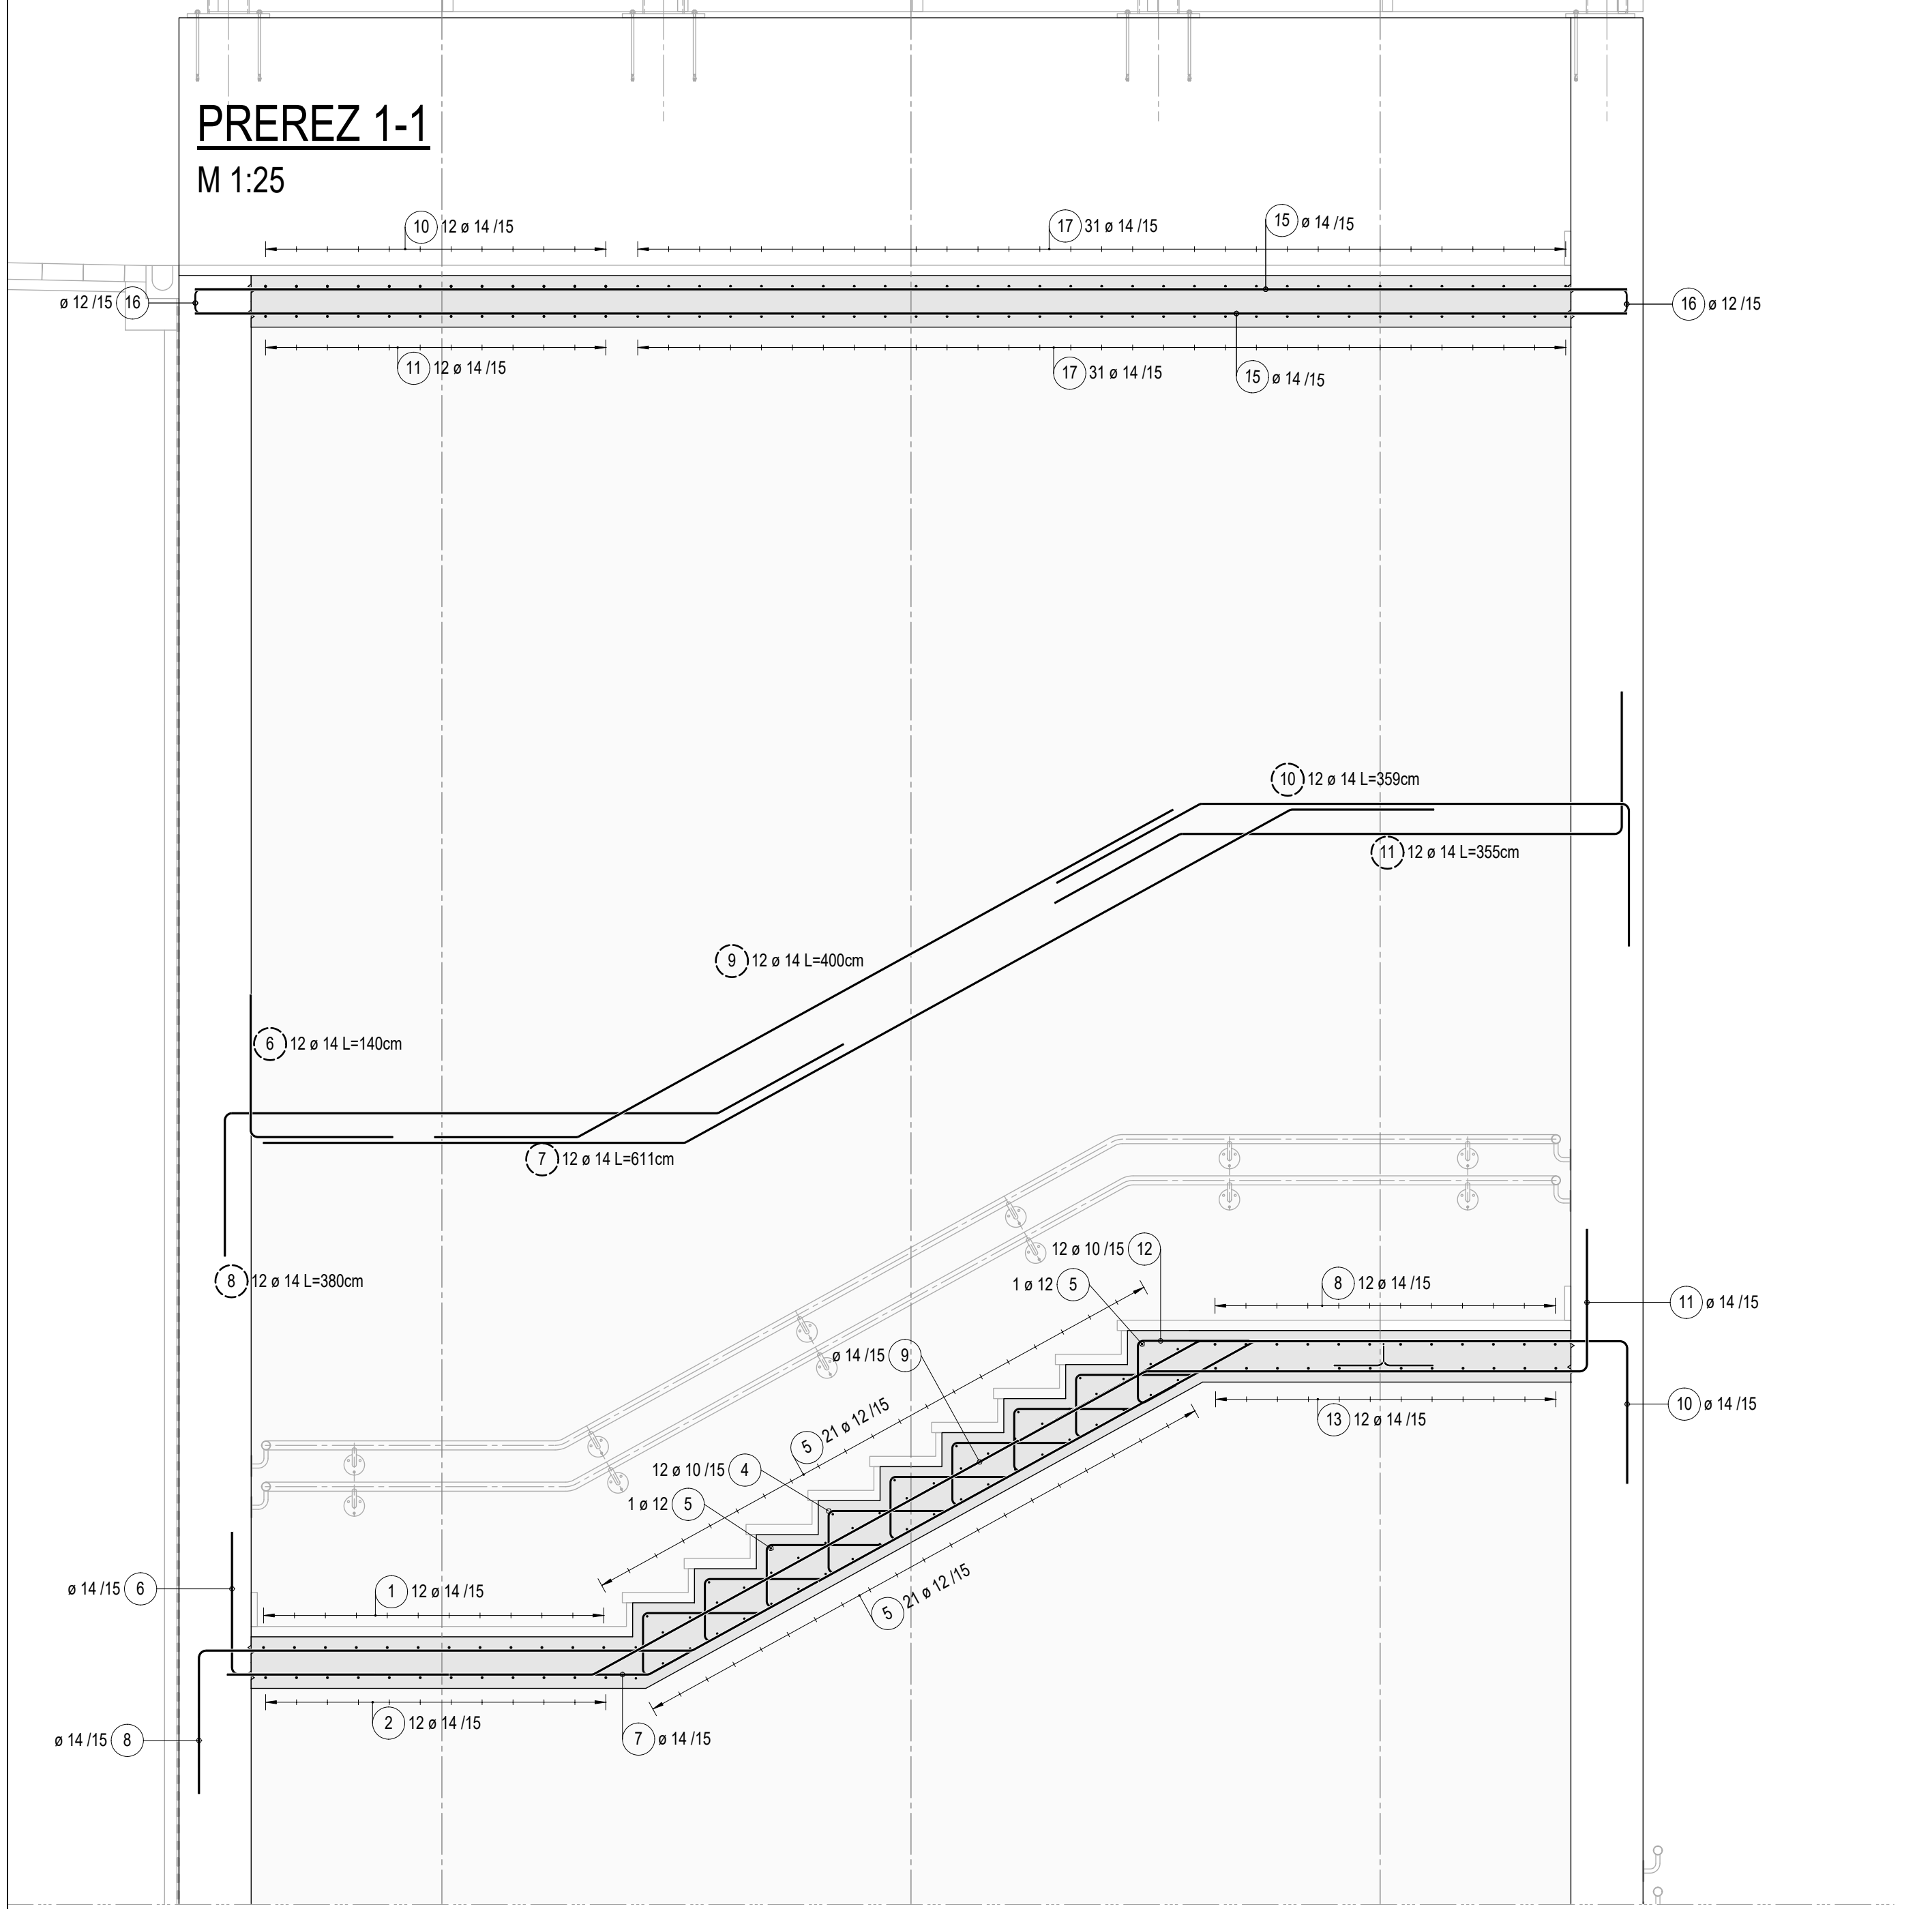 PREREZ 1-1
M 1:25
10 12 ø 14 /15
17 31 ø 14 /15
15 ø 14 /15
ø 12 /15 16
16 ø 12 /15
11 12 ø 14 /15
17 31 ø 14 /15
15 ø 14 /15
10 12 ø 14 L=359cm
11 12 ø 14 L=355cm
9 12 ø 14 L=400cm
6 12 ø 14 L=140cm
7 12 ø 14 L=611cm
8 12 ø 14 L=380cm
12 ø 10 /15 12
1 ø 12 5
8 12 ø 14 /15
11 ø 14 /15
ø 14 /15 9
10 ø 14 /15
13 12 ø 14 /15
5 21 ø 12 /15
12 ø 10 /15 4
1 ø 12 5
ø 14 /15 6
1 12 ø 14 /15
5 21 ø 12 /15
2 12 ø 14 /15
7 ø 14 /15
ø 14 /15 8